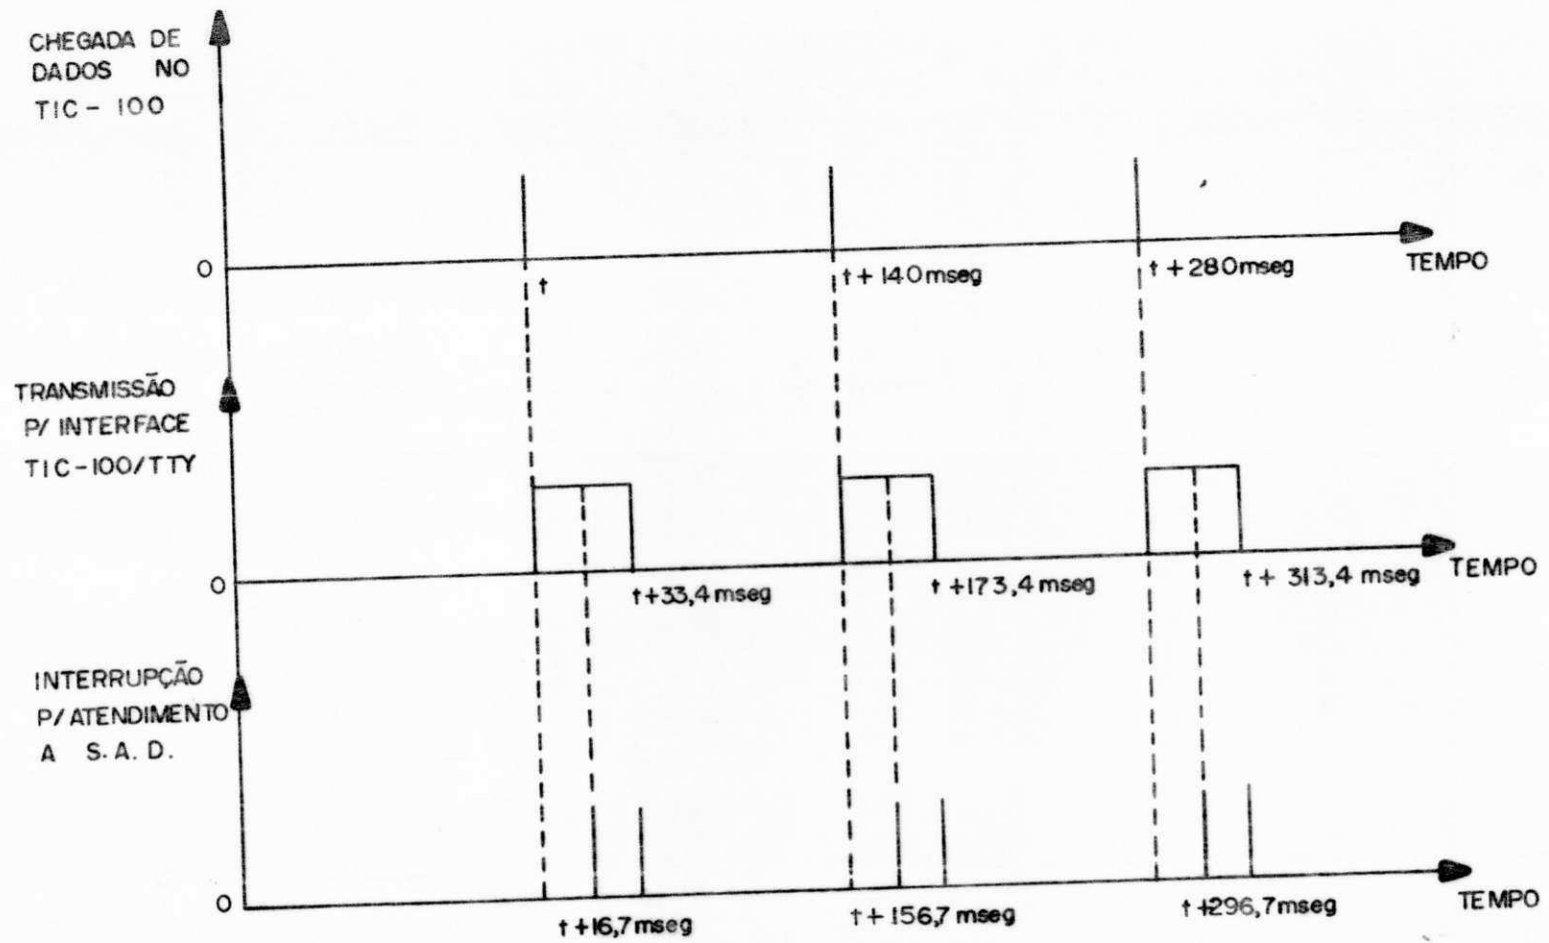 CHEGADA DE
DADOS NO
TIC - 100
0
t
t + 140 mseg
t + 280 mseg
TEMPO
TRANSMISSÃO
P/ INTERFACE
TIC-100/TTY
0
t+33,4 mseg
t +173,4 mseg
t + 313,4 mseg
TEMPO
INTERRUPÇÃO
P/ ATENDIMENTO
A S.A.D.
0
t +16,7 mseg
t + 156,7 mseg
t +296,7 mseg
TEMPO